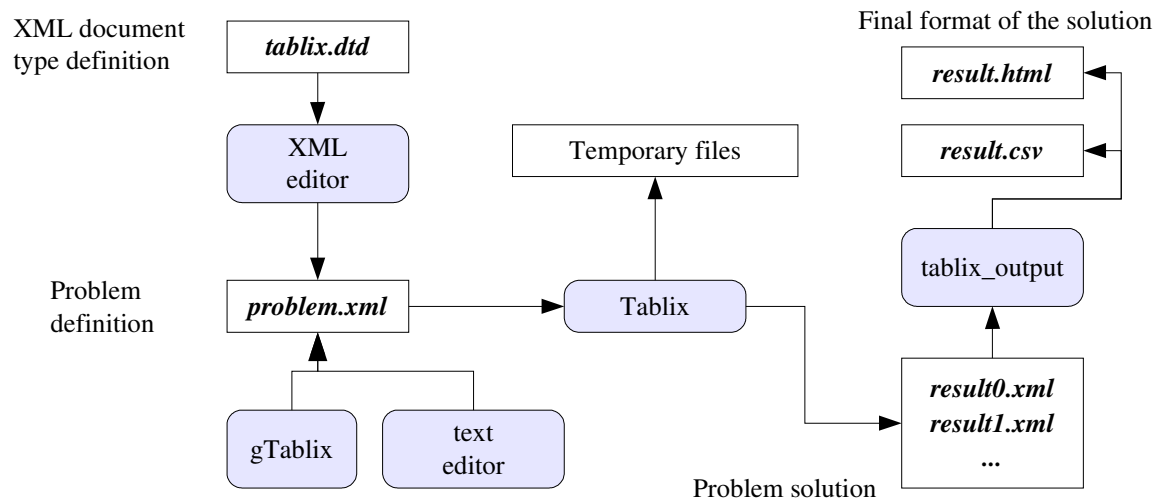 XML document
type definition
tablix.dtd
Final format of the solution
result.html
XML
editor
Temporary files
result.csv
tablix_output
Problem
definition
problem.xml
Tablix
result0.xml
result1.xml
...
gTablix
text
editor
Problem solution